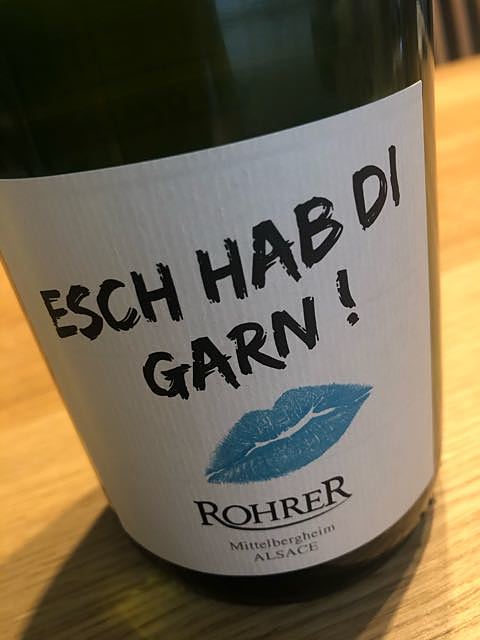 ESCH HAB DI
GARN !
ROHRER
Mittelbergheim
ALSACE